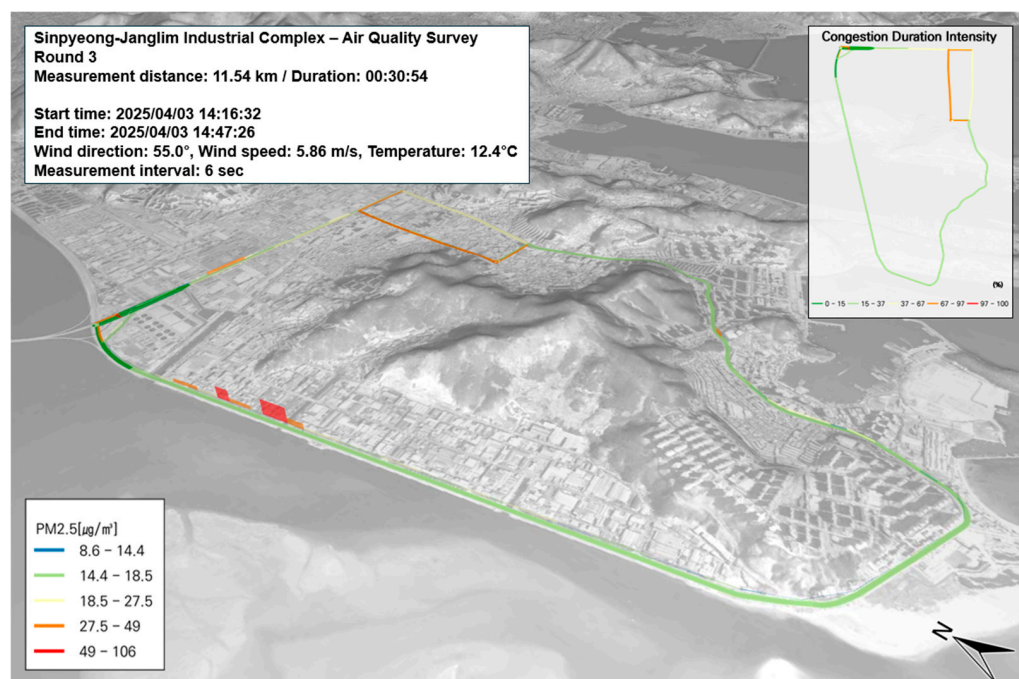 Sinpyeong-Janglim Industrial Complex – Air Quality Survey
Round 3
Measurement distance: 11.54 km / Duration: 00:30:54
Start time: 2025/04/03 14:16:32
End time: 2025/04/03 14:47:26
Wind direction: 55.0°, Wind speed: 5.86 m/s, Temperature: 12.4°C
Measurement interval: 6 sec
Congestion Duration Intensity
(%)
0 – 15 15 – 37 37 – 67 67 – 97 97 – 100
PM2.5[㎍/㎥]
8.6 – 14.4
14.4 – 18.5
18.5 – 27.5
27.5 – 49
49 – 106
N